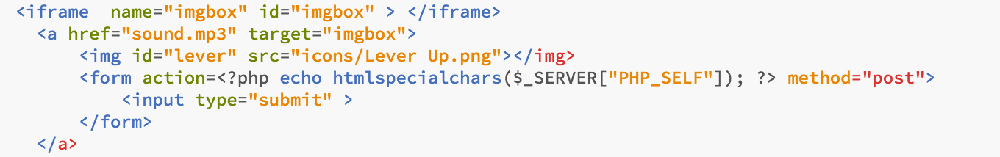 <iframe  name="imgbox" id="imgbox" > </iframe>
<a href="sound.mp3" target="imgbox">
<img id="lever" src="icons/Lever Up.png"></img>
<form action=<?php echo htmlspecialchars($_SERVER["PHP_SELF"]); ?> method="post">
<input type="submit" >
</form>
</a>